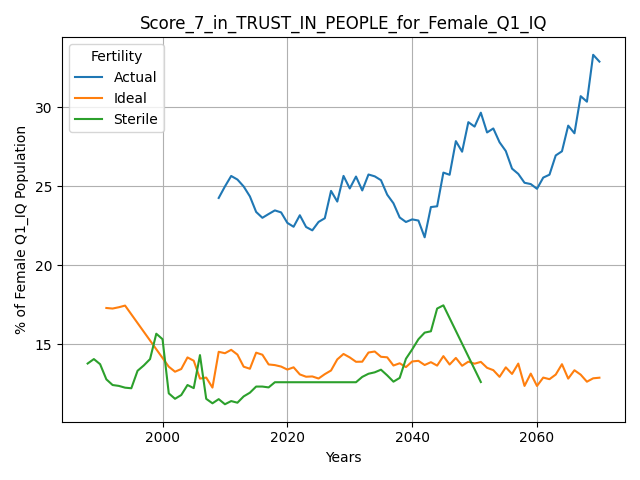 Score_7_in_TRUST_IN_PEOPLE_for_Female_Q1_IQ
Fertility
Actual
Ideal
Sterile
% of Female Q1_IQ Population
30
25
20
15
2000 2020 2040 2060
Years